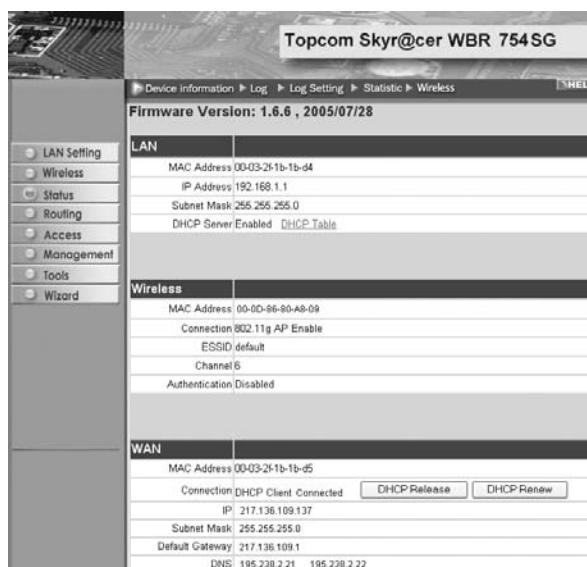 Topcom Skyr@cer WBR 754SG
Device information Log Log Setting Statistic Wireless HEL
Firmware Version: 1.6.6 , 2005/07/28
LAN Setting
Wireless
Status
Routing
Access
Management
Tools
Wizard
LAN
MAC Address 00-03-2f-1b-1b-d4
IP Address 192.168.1.1
Subnet Mask 255.255.255.0
DHCP Server Enabled DHCP Table
Wireless
MAC Address 00-0D-86-80-A8-09
Connection 802.11g AP Enable
ESSID default
Channel 6
Authentication Disabled
WAN
MAC Address 00-03-2f-1b-1b-d5
Connection DHCP Client Connected DHCP Release DHCP Renew
IP 217.136.109.137
Subnet Mask 255.255.255.0
Default Gateway 217.136.109.1
DNS 195.238.2.21 195.238.2.22